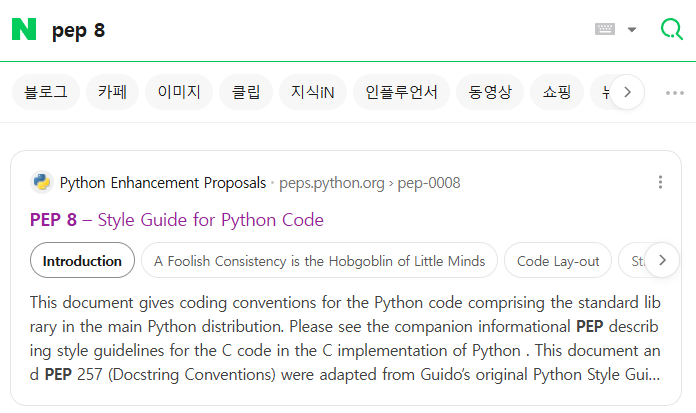 N pep 8
블로그 카페 이미지 클립 지식iN 인플루언서 동영상 쇼핑
Python Enhancement Proposals · peps.python.org › pep-0008
PEP 8 – Style Guide for Python Code
Introduction A Foolish Consistency is the Hobgoblin of Little Minds Code Lay-out
This document gives coding conventions for the Python code comprising the standard lib
rary in the main Python distribution. Please see the companion informational PEP describ
ing style guidelines for the C code in the C implementation of Python . This document an
d PEP 257 (Docstring Conventions) were adapted from Guido’s original Python Style Gui...